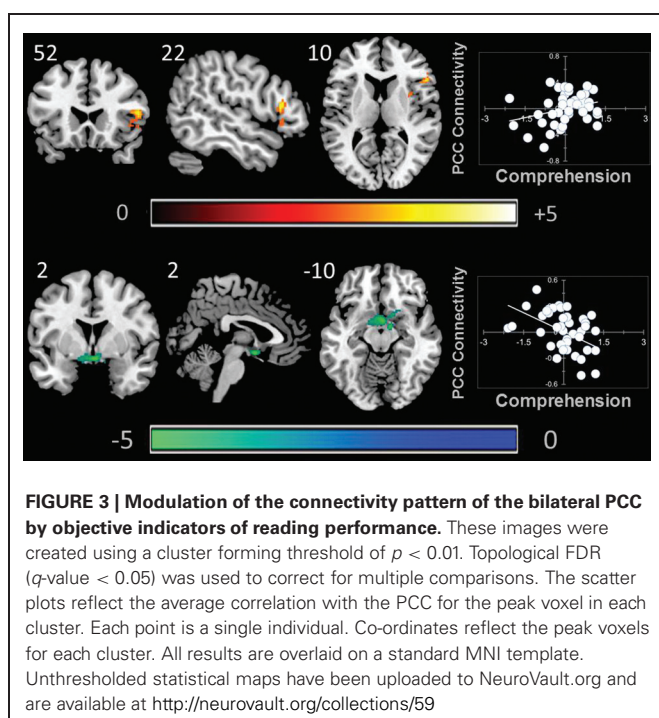 52
22
10
0.8
-3
-1.5
1.5
3
-0.8
PCC Connectivity
Comprehension
0
+5
2
2
-10
0.6
-3
-1.5
1.5
3
-0.6
PCC Connectivity
Comprehension
-5
0
FIGURE 3 | Modulation of the connectivity pattern of the bilateral PCC
by objective indicators of reading performance. These images were
created using a cluster forming threshold of p < 0.01. Topological FDR
(q-value < 0.05) was used to correct for multiple comparisons. The scatter
plots reflect the average correlation with the PCC for the peak voxel in each
cluster. Each point is a single individual. Co-ordinates reflect the peak voxels
for each cluster. All results are overlaid on a standard MNI template.
Unthresholded statistical maps have been uploaded to NeuroVault.org and
are available at http://neurovault.org/collections/59